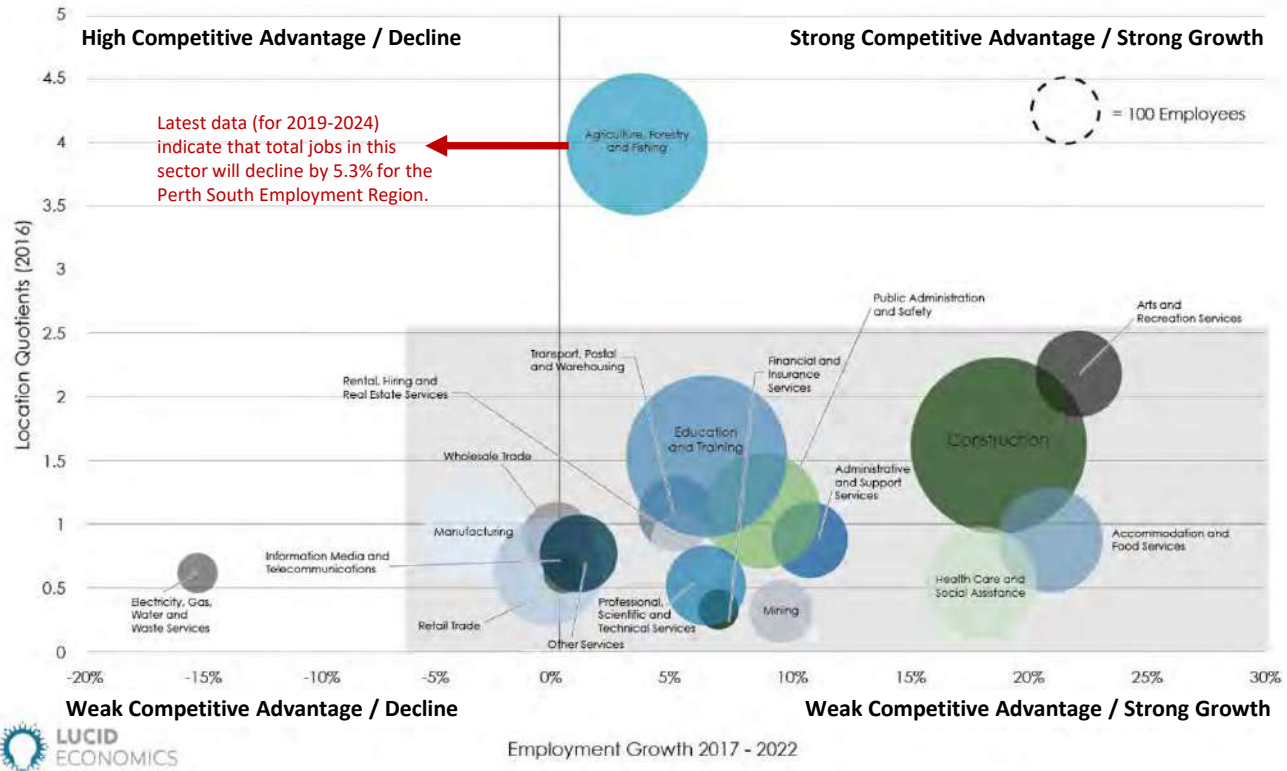 5
High Competitive Advantage / Decline
Strong Competitive Advantage / Strong Growth
4.5
= 100 Employees
Latest data (for 2019-2024)
indicate that total jobs in this
sector will decline by 5.3% for the
Perth South Employment Region.
Agriculture, Forestry
and Fishing
4
3.5
Location Quotients (2016)
3
Public Administration
and Safety
Arts and
Recreation Services
2.5
Transport, Postal
and Warehousing
Financial and
Insurance
Services
Rental, Hiring and
Real Estate Services
2
Education
and Training
Construction
1.5
Wholesale Trade
Administrative
and Support
Services
1
Manufacturing
Accommodation and
Food Services
Information Media and
Telecommunications
Health Care and
Social Assistance
0.5
Electricity, Gas,
Water and
Waste Services
Professional,
Scientific and
Technical Services
Mining
Retail Trade
Other Services
0
-20%
-15%
-10%
-5%
0%
5%
10%
15%
20%
25%
30%
Weak Competitive Advantage / Decline
Weak Competitive Advantage / Strong Growth
LUCID
ECONOMICS
Employment Growth 2017 - 2022